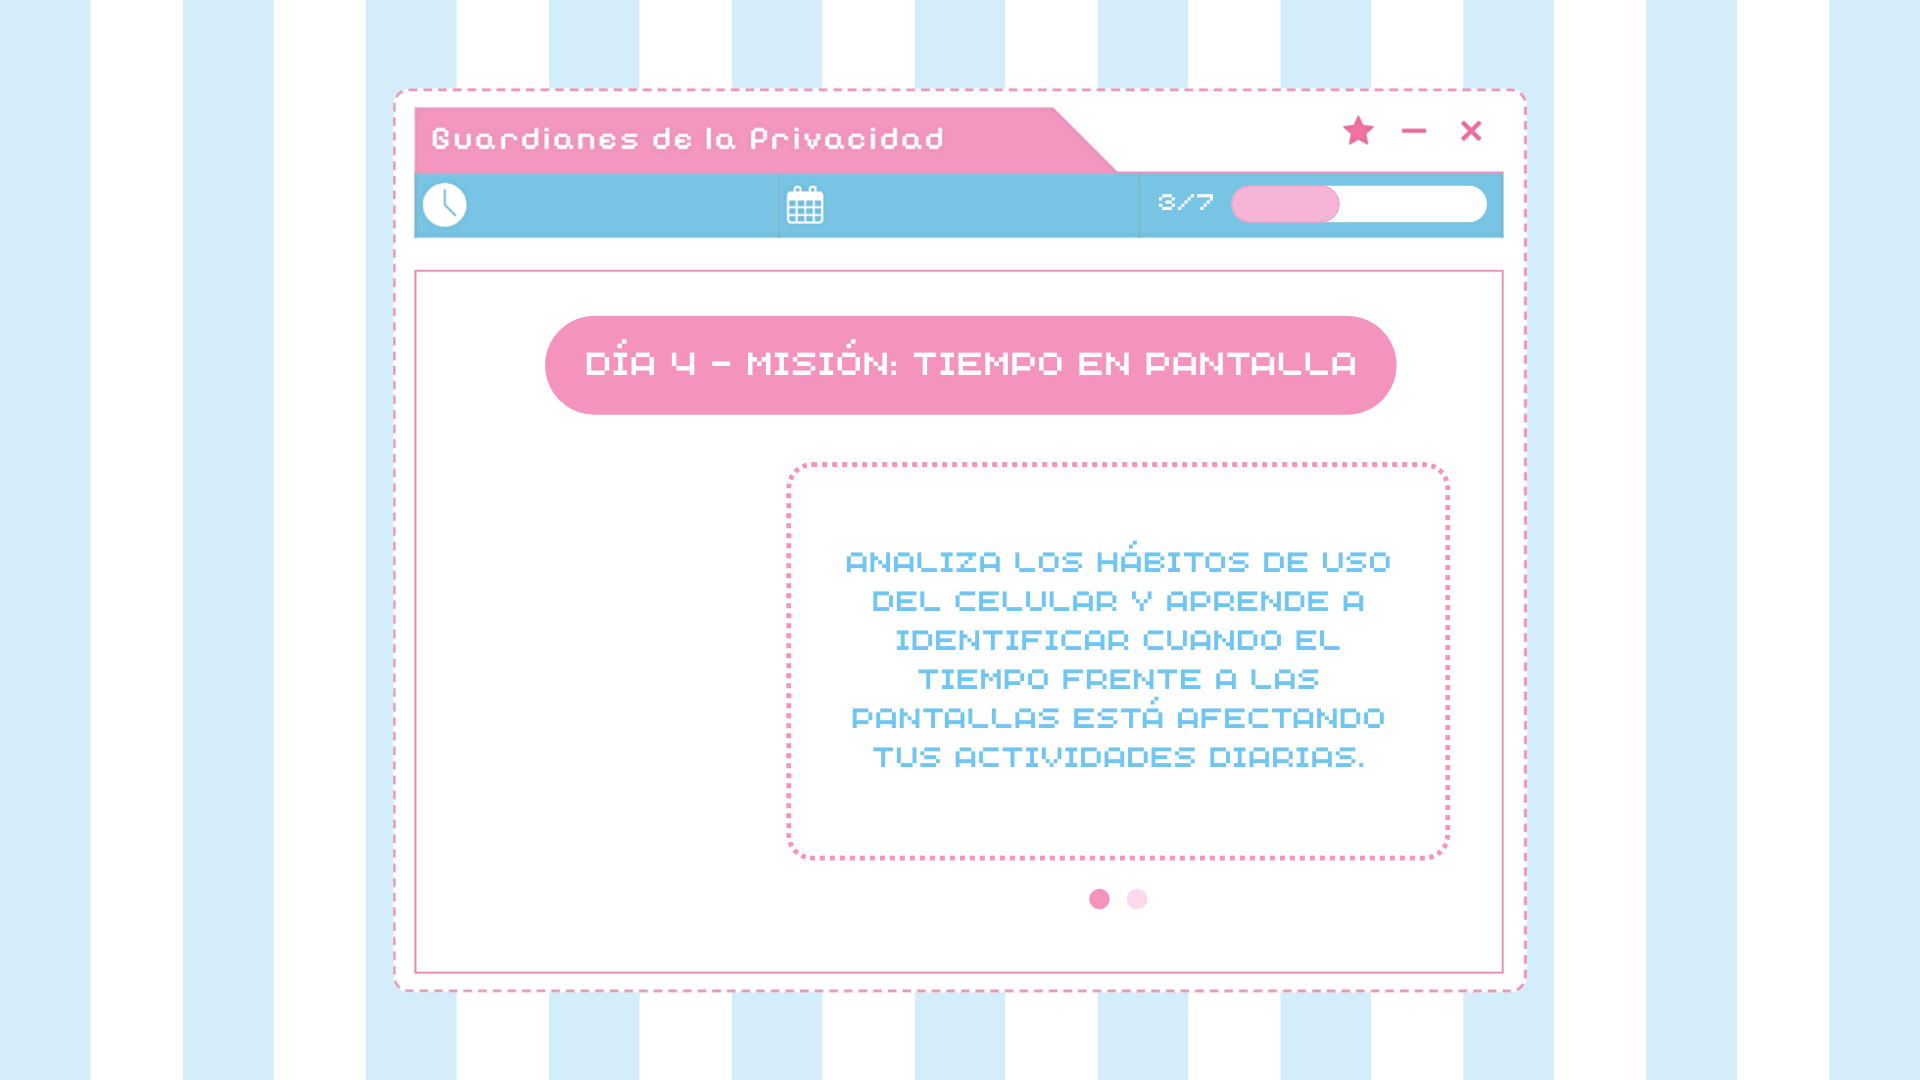 Guardianes de la Privacidad
3/7
DÍA 4 - MISIÓN: TIEMPO EN PANTALLA
ANALIZA LOS HÁBITOS DE USO
DEL CELULAR Y APRENDE A
IDENTIFICAR CUANDO EL
TIEMPO FRENTE A LAS
PANTALLAS ESTÁ AFECTANDO
TUS ACTIVIDADES DIARIAS.